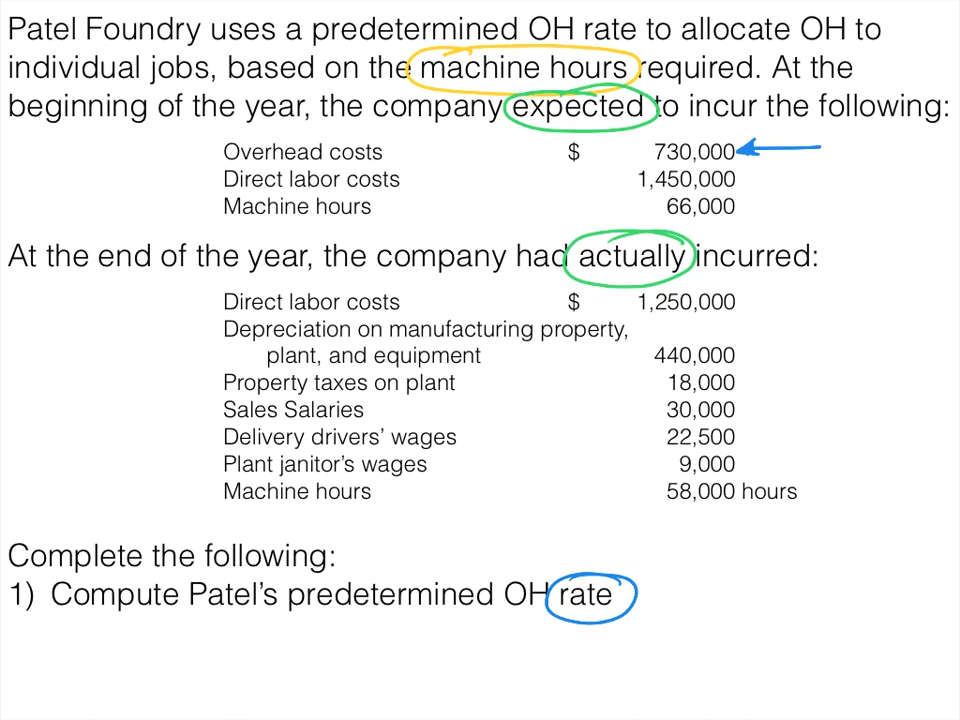 Patel Foundry uses a predetermined OH rate to allocate OH to
individual jobs, based on the machine hours required. At the
beginning of the year, the company expected to incur the following:
Overhead costs $ 730,000
Direct labor costs 1,450,000
Machine hours 66,000
At the end of the year, the company had actually incurred:
Direct labor costs $ 1,250,000
Depreciation on manufacturing property,
plant, and equipment 440,000
Property taxes on plant 18,000
Sales Salaries 30,000
Delivery drivers’ wages 22,500
Plant janitor’s wages 9,000
Machine hours 58,000 hours
Complete the following:
1) Compute Patel’s predetermined OH rate